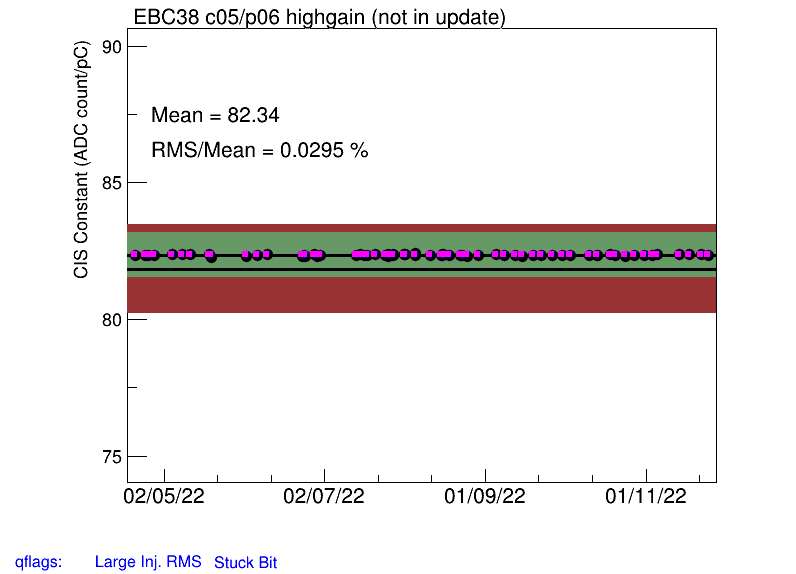 EBC38 c05/p06 highgain (not in update)
CIS Constant (ADC count/pC)
90
85
80
75
Mean = 82.34
RMS/Mean = 0.0295 %
02/05/22 02/07/22 01/09/22 01/11/22
qflags: Large Inj. RMS Stuck Bit